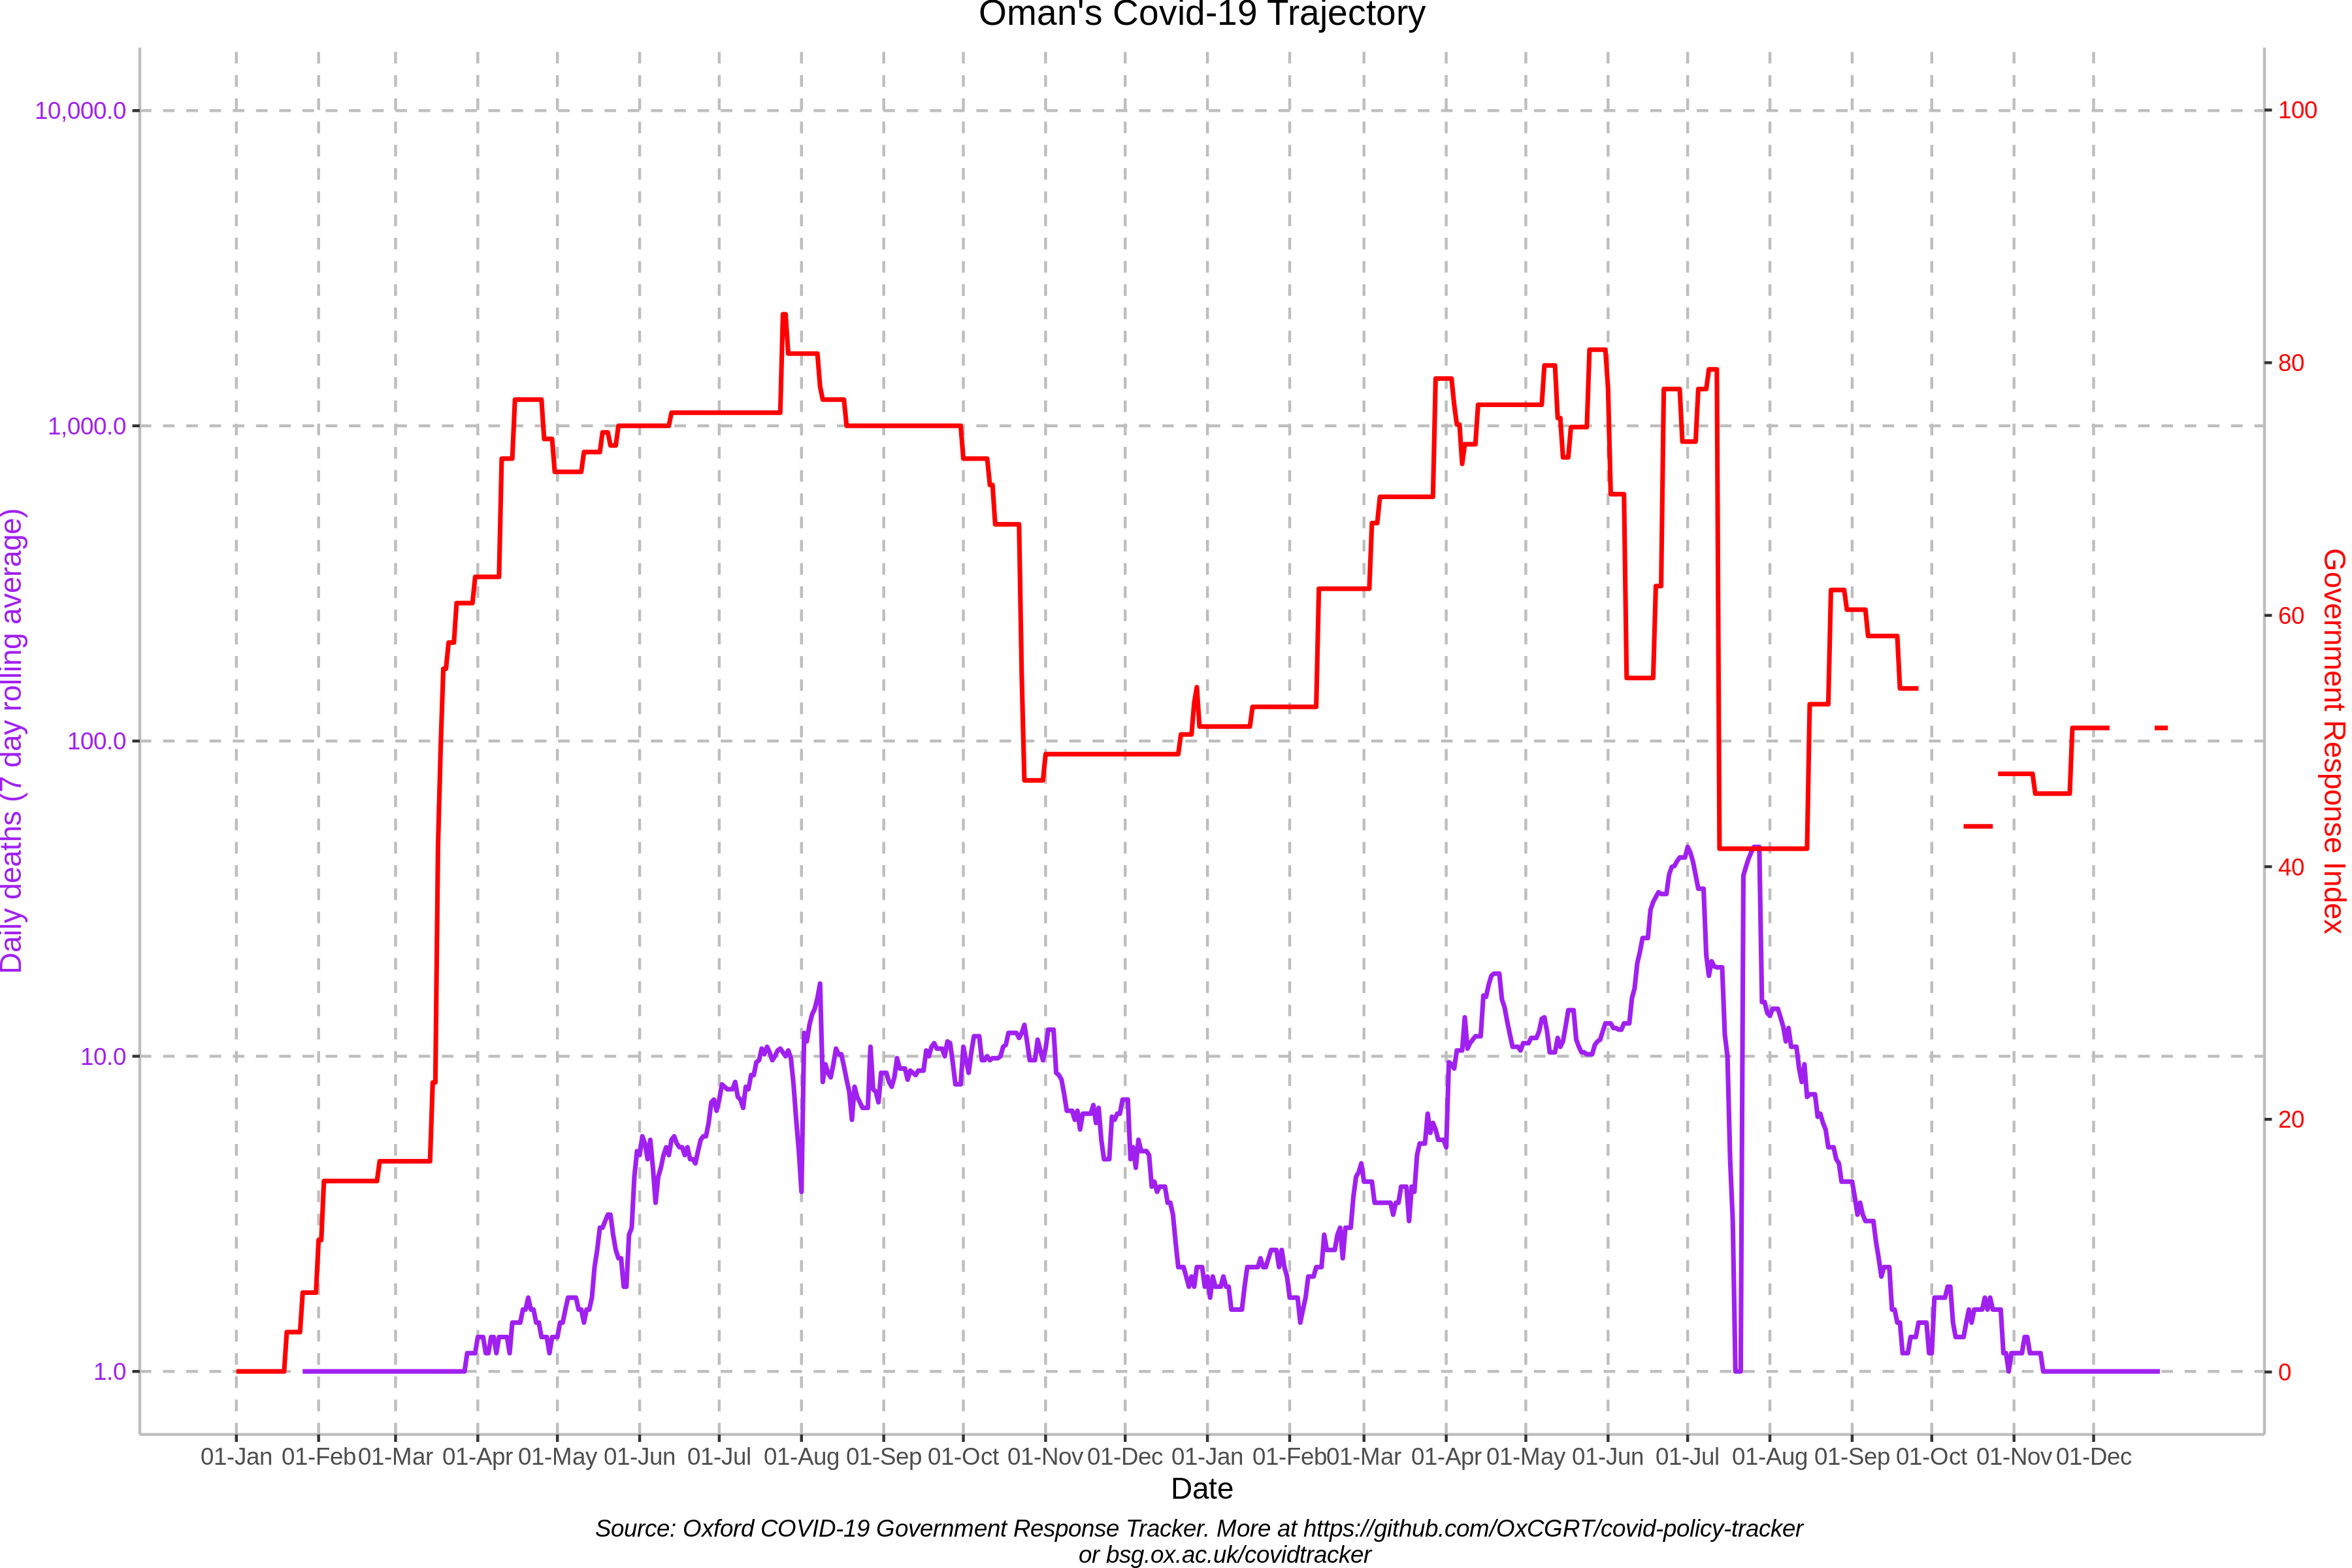 Oman's Covid-19 Trajectory
10,000.0
1,000.0
100.0
10.0
1.0
Daily deaths (7 day rolling average)
100
80
60
40
20
0
Government Response Index
01-Jan 01-Feb 01-Mar 01-Apr 01-May 01-Jun 01-Jul 01-Aug 01-Sep 01-Oct 01-Nov 01-Dec 01-Jan 01-Feb 01-Mar 01-Apr 01-May 01-Jun 01-Jul 01-Aug 01-Sep 01-Oct 01-Nov 01-Dec
Date
Source: Oxford COVID-19 Government Response Tracker. More at https://github.com/OxCGRT/covid-policy-tracker
or bsg.ox.ac.uk/covidtracker